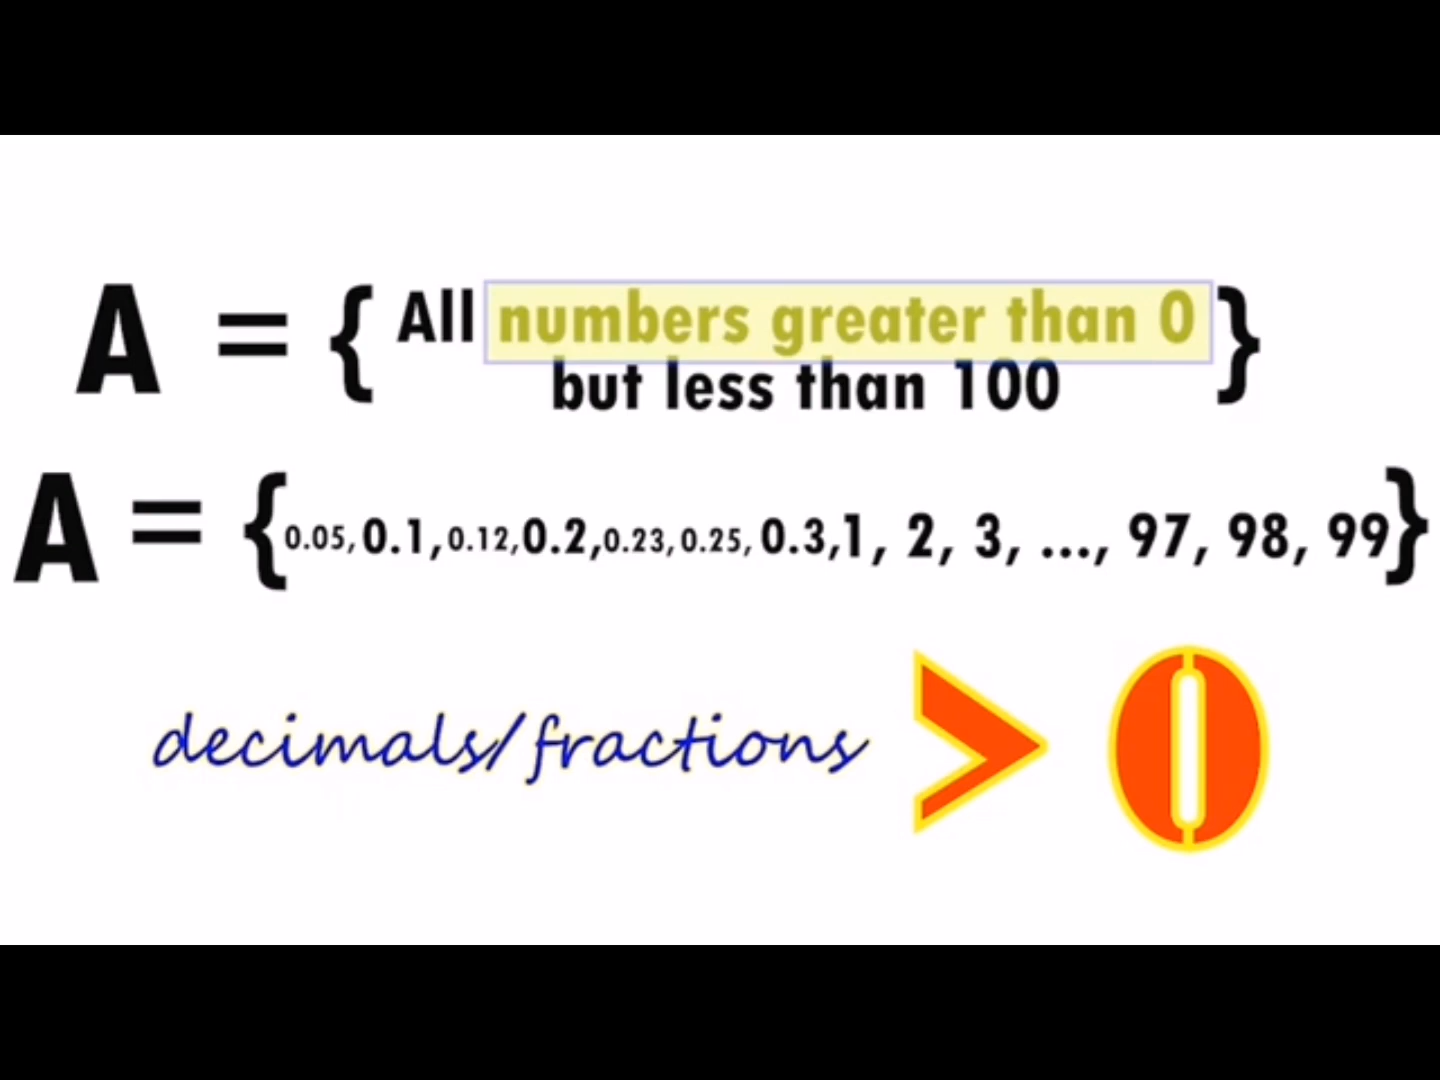 A = { All numbers greater than 0 }
but less than 100
A = {0.05, 0.1, 0.12, 0.2, 0.23, 0.25, 0.3, 1, 2, 3, ..., 97, 98, 99}
decimals/fractions > 0